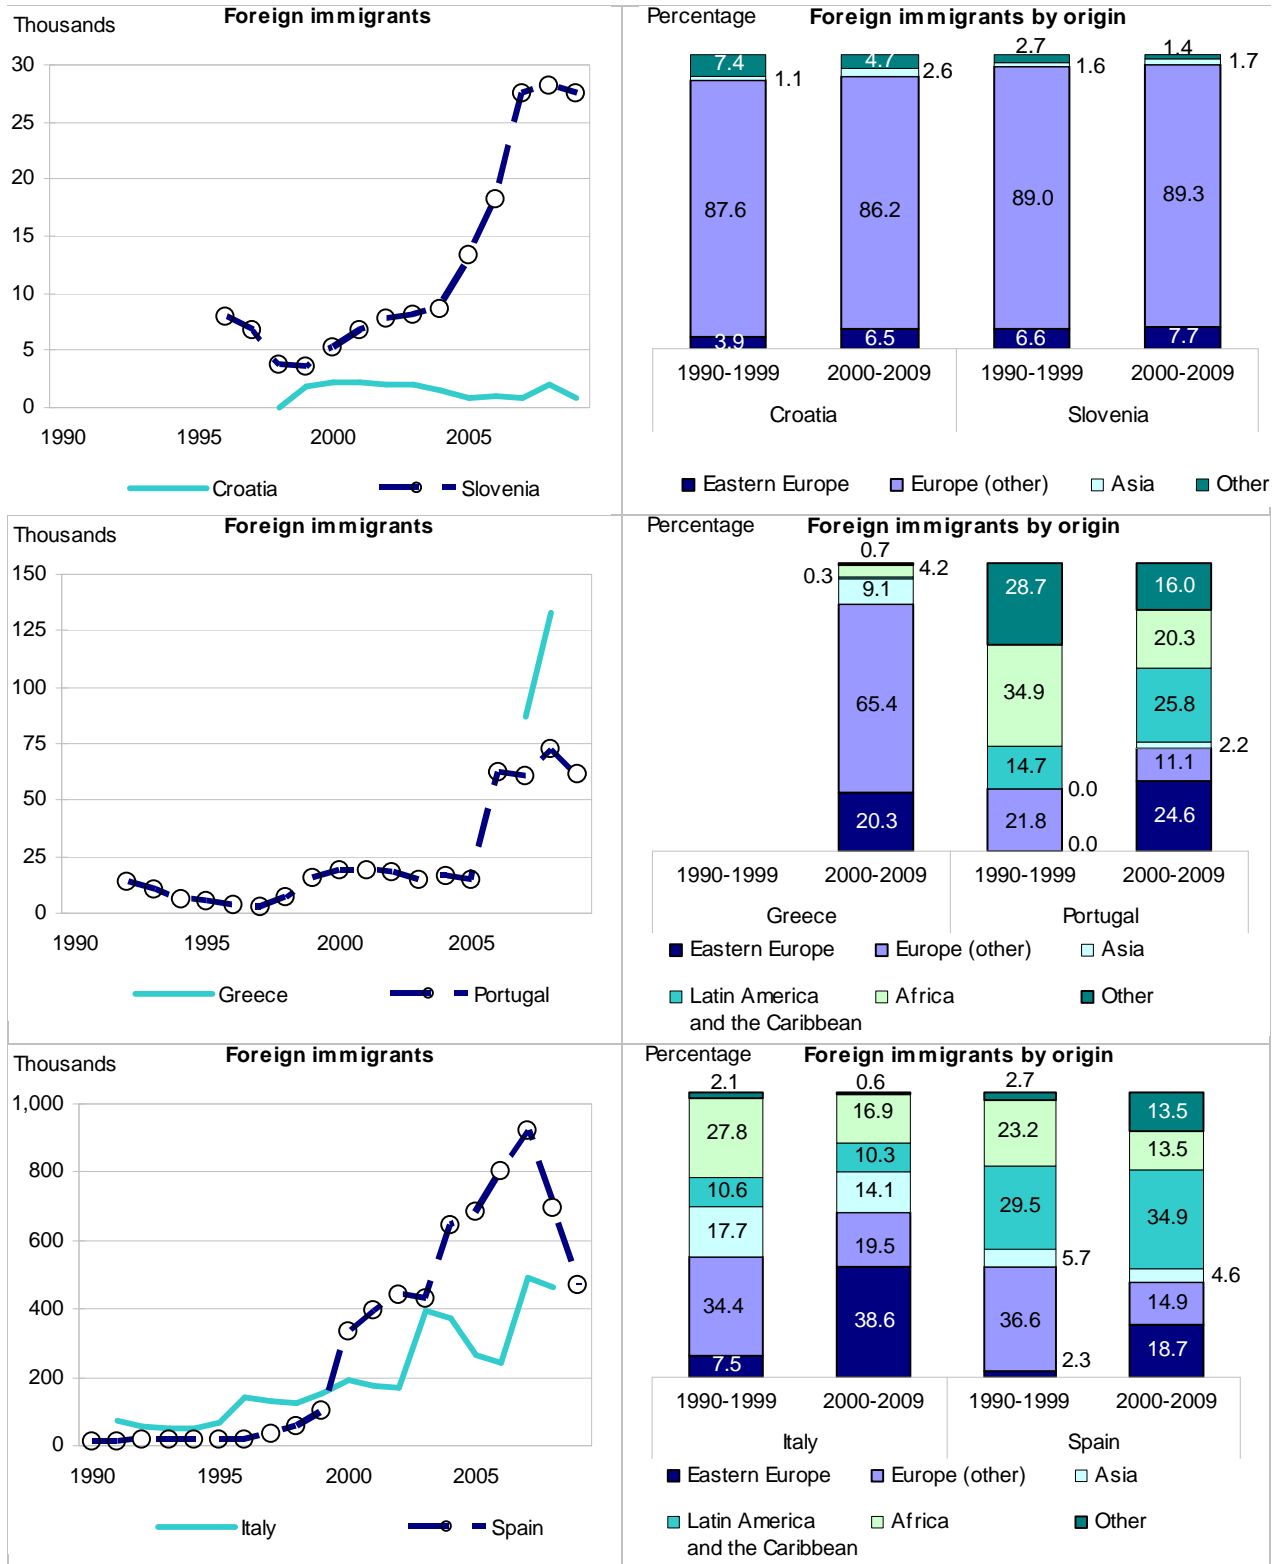 Foreign immigrants
Thousands
30
25
20
15
10
5
0
1990 1995 2000 2005
Croatia Slovenia
Percentage Foreign immigrants by origin
7.4 4.7 2.7 1.4
1.1 2.6 1.6 1.7
87.6 86.2 89.0 89.3
3.9 6.5 6.6 7.7
1990-1999 2000-2009 1990-1999 2000-2009
Croatia Slovenia
Eastern Europe Europe (other) Asia Other
Foreign immigrants
Thousands
150
125
100
75
50
25
0
1990 1995 2000 2005
Greece Portugal
Percentage Foreign immigrants by origin
0.7
0.3 4.2 28.7 16.0
9.1
20.3
65.4 34.9 25.8
2.2
14.7 0.0 11.1
20.3 21.8 0.0 24.6
1990-1999 2000-2009 1990-1999 2000-2009
Greece Portugal
Eastern Europe Europe (other) Asia
Latin America Africa Other
and the Caribbean
Foreign immigrants
Thousands
1,000
800
600
400
200
0
1990 1995 2000 2005
Italy Spain
Percentage Foreign immigrants by origin
2.1 0.6 2.7
27.8 16.9 23.2 13.5
10.3 13.5
10.6 14.1 29.5 34.9
17.7 19.5 5.7 4.6
34.4 36.6 14.9
38.6 18.7
7.5 2.3
1990-1999 2000-2009 1990-1999 2000-2009
Italy Spain
Eastern Europe Europe (other) Asia
Latin America Africa Other
and the Caribbean